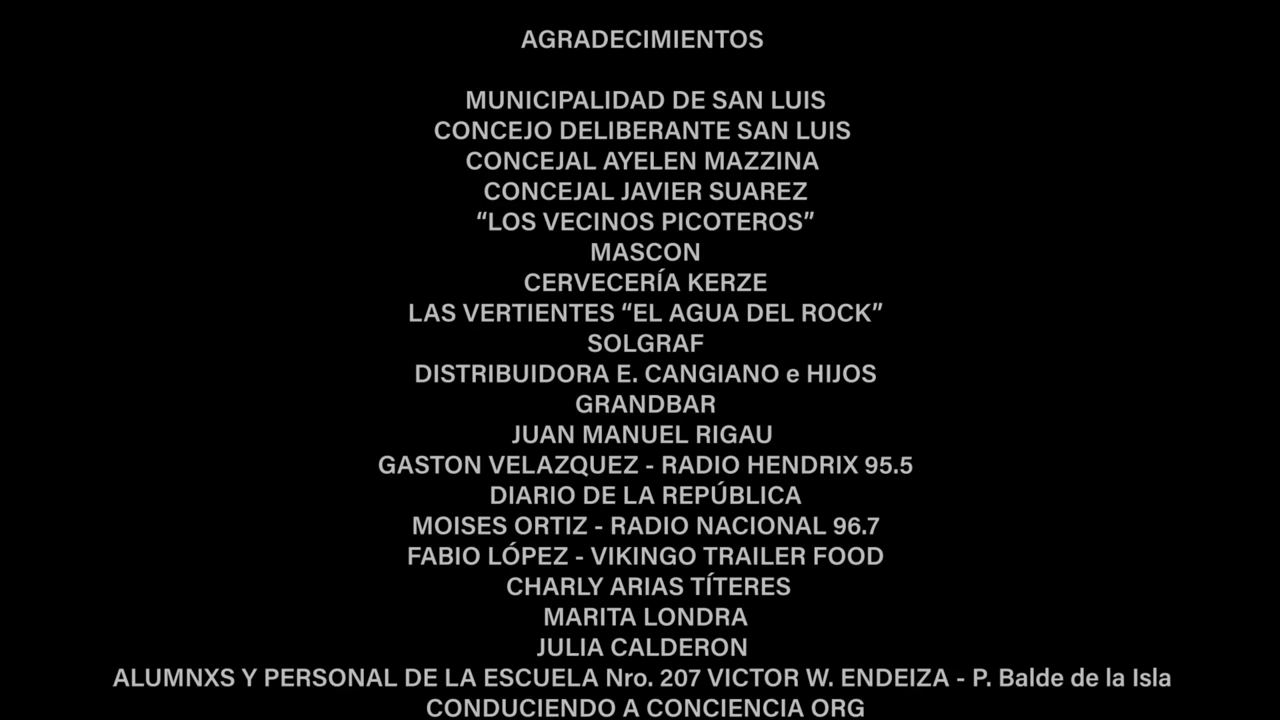 AGRADECIMIENTOS
MUNICIPALIDAD DE SAN LUIS
CONCEJO DELIBERANTE SAN LUIS
CONCEJAL AYELEN MAZZINA
CONCEJAL JAVIER SUAREZ
“LOS VECINOS PICOTEROS”
MASCON
CERVECERÍA KERZE
LAS VERTIENTES “EL AGUA DEL ROCK”
SOLGRAF
DISTRIBUIDORA E. CANGIANO e HIJOS
GRANDBAR
JUAN MANUEL RIGAU
GASTON VELAZQUEZ - RADIO HENDRIX 95.5
DIARIO DE LA REPÚBLICA
MOISES ORTIZ - RADIO NACIONAL 96.7
FABIO LÓPEZ - VIKINGO TRAILER FOOD
CHARLY ARIAS TÍTERES
MARITA LONDRA
JULIA CALDERON
ALUMNXS Y PERSONAL DE LA ESCUELA Nro. 207 VICTOR W. ENDEIZA - P. Balde de la Isla
CONDUCIENDO A CONCIENCIA ORG